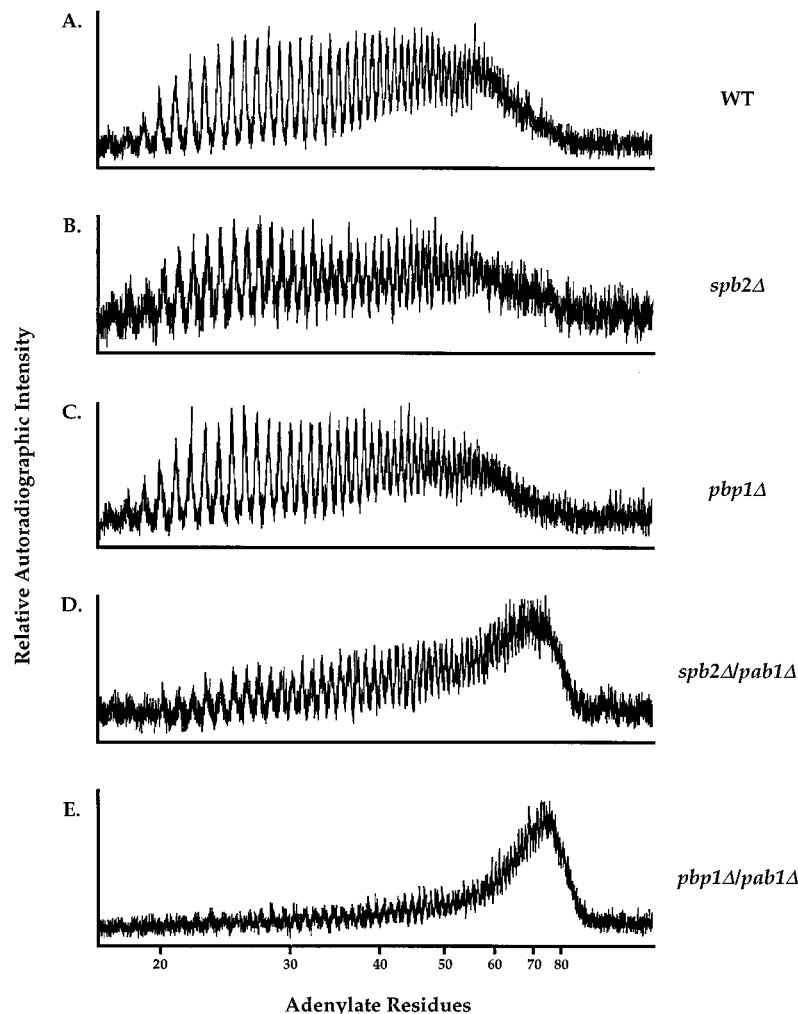 A.
WT
B.
spb2Δ
C.
pbp1Δ
D.
spb2Δ/pab1Δ
E.
pbp1Δ/pab1Δ
Relative Autoradiographic Intensity
20 30 40 50 60 70 80
Adenylate Residues